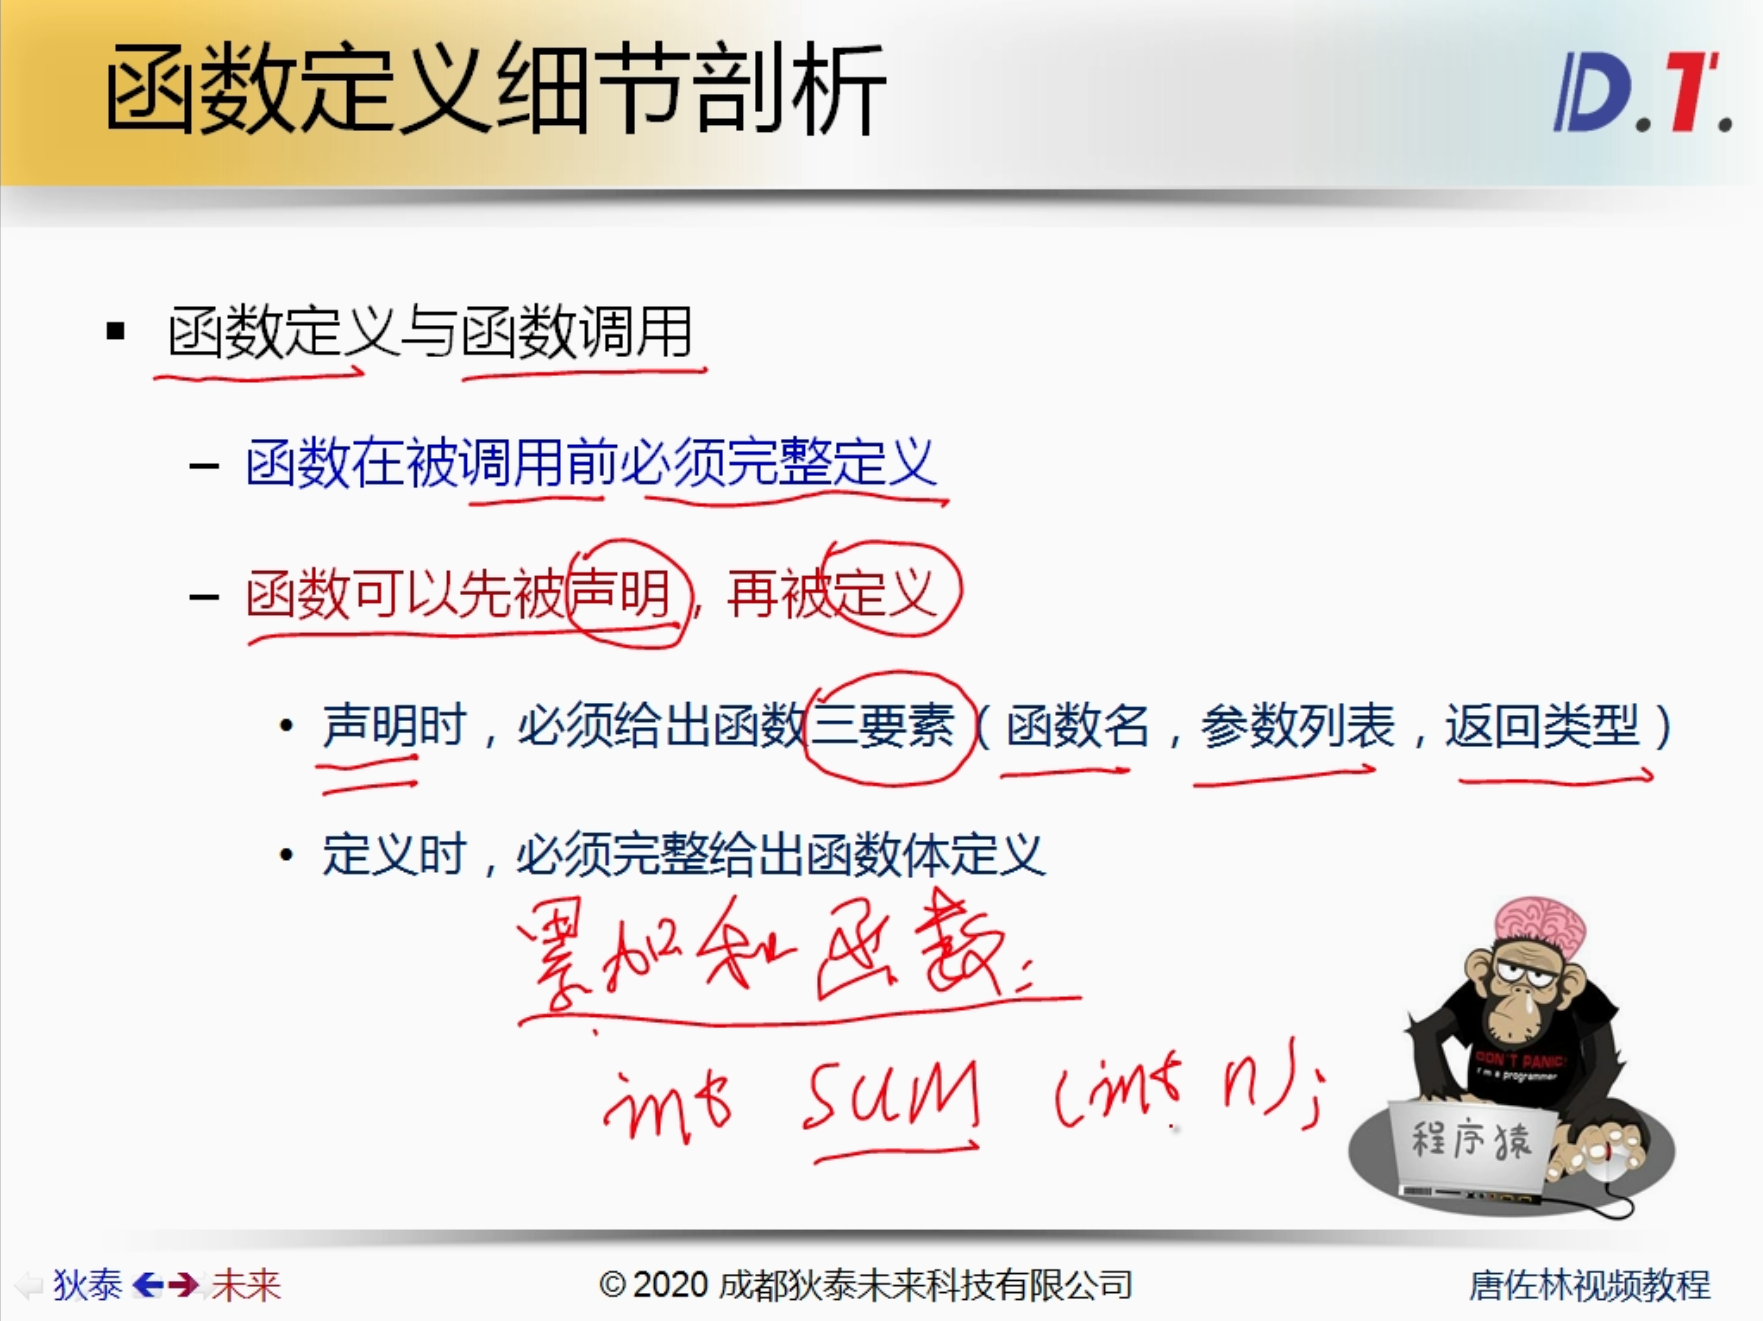 函数定义细节剖析
D.T.
▪ 函数定义与函数调用
– 函数在被调用前必须完整定义
– 函数可以先被声明，再被定义
• 声明时，必须给出函数三要素（函数名，参数列表，返回类型）
• 定义时，必须完整给出函数体定义
累加和函数:
int SUM (int n);
DON'T PANIC!
I'm a programmer
程序猿
狄泰 未来
© 2020 成都狄泰未来科技有限公司
唐佐林视频教程